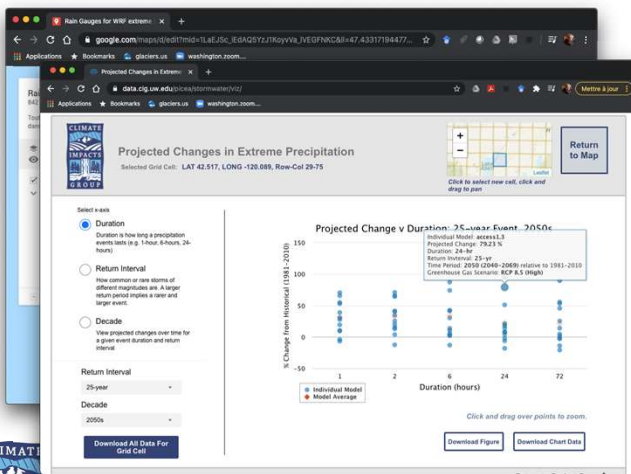 Rain Gauges for WRF extreme
google.com/maps/d/edit?mid=1LaEJSc_IEdAQ5YzJ1KoyvVa_IVEGFNKC&ll=47.43317194477...
Applications Bookmarks glaciers.us washington.zoom....
Projected Changes in Extreme
data.cig.uw.edu/picea/stormwater/viz/
Mettre à jour
Applications Bookmarks glaciers.us washington.zoom....
CLIMATE
IMPACTS
GROUP
Projected Changes in Extreme Precipitation
Selected Grid Cell: LAT 42.517, LONG -120.089, Row-Col 29-75
+
−
Leaflet
Click to select new cell, click and
drag to pan
Return
to Map
Select x-axis
Duration
Duration is how long a precipitation
events lasts (e.g. 1-hour, 6-hours, 24-
hours)
Return Interval
How common or rare storms of
different magnitudes are. A larger
return period implies a rarer and
larger event.
Decade
View projected changes over time for
a given event duration and return
interval
Return Interval
25-year
Decade
2050s
Download All Data For
Grid Cell
Projected Change v Duration: 25-year Event, 2050s
Individual Model: access1.3
Projected Change: 79.23 %
Duration: 24-hr
Return Inverteval: 25-yr
Time Period: 2050 (2040-2069) relative to 1981-2010
Greenhouse Gas Scenario: RCP 8.5 (High)
% Change from Historical (1981-2010)
150
100
50
0
-50
1 2 6 24 72
Duration (hours)
Individual Model
Model Average
Click and drag over points to zoom.
Download Figure
Download Chart Data